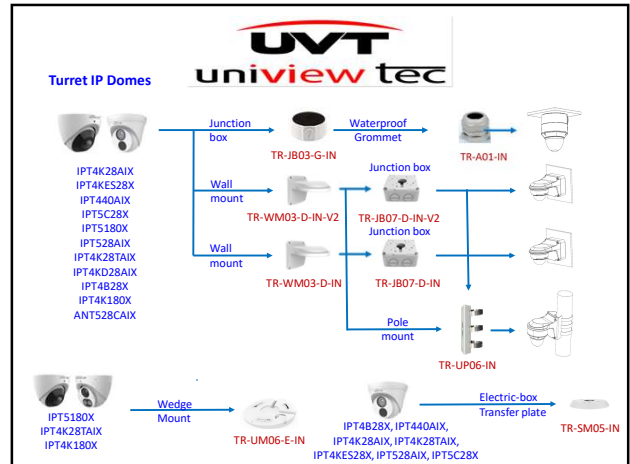 UVT
uniview tec
Turret IP Domes
Junction
box
Waterproof
Grommet
TR-JB03-G-IN
TR-A01-IN
IPT4K28AIX
IPT4KES28X
IPT440AIX
IPT5C28X
IPT5180X
IPT528AIX
IPT4K28TAIX
IPT4KD28AIX
IPT4B28X
IPT4K180X
ANT528CAIX
Wall
mount
Junction box
TR-WM03-D-IN-V2
TR-JB07-D-IN-V2
Wall
mount
Junction box
TR-WM03-D-IN
TR-JB07-D-IN
Pole
mount
TR-UP06-IN
IPT5180X
IPT4K28TAIX
IPT4K180X
Wedge
Mount
TR-UM06-E-IN
IPT4B28X, IPT440AIX,
IPT4K28AIX, IPT4K28TAIX,
IPT4KES28X, IPT528AIX, IPT5C28X
Electric-box
Transfer plate
TR-SM05-IN